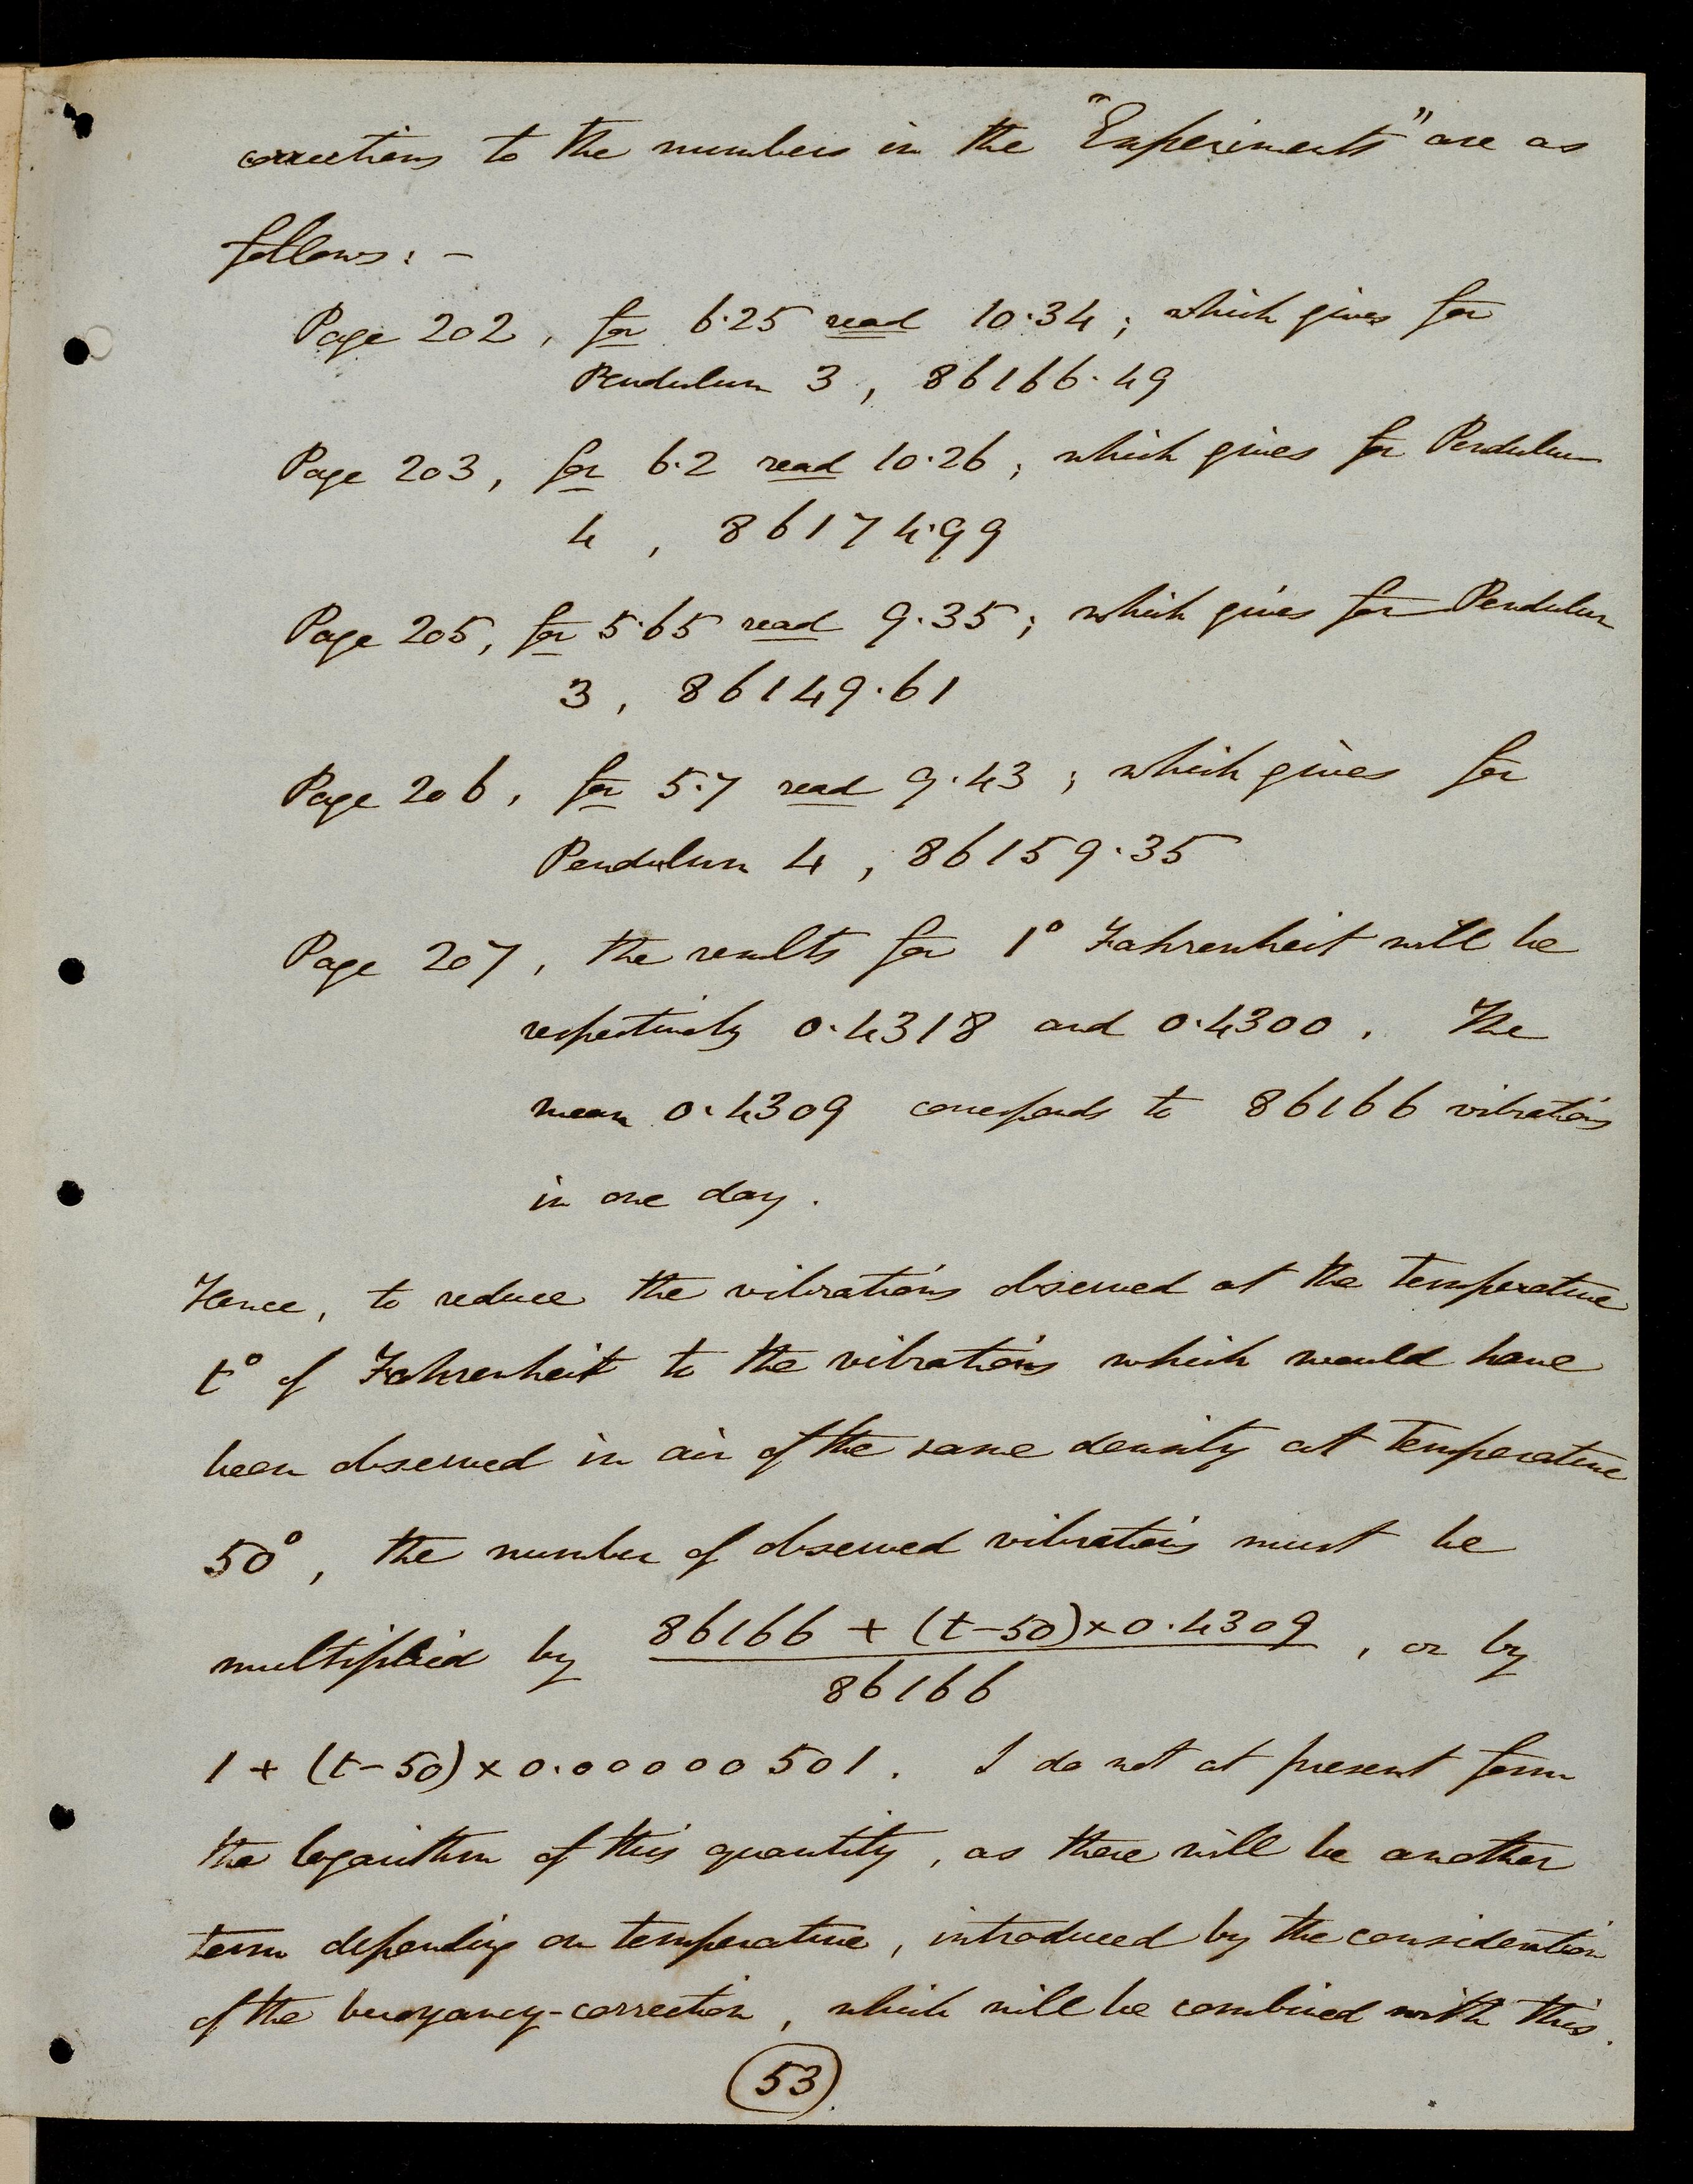 corrections to the numbers in the "Experiments" are as
follows: -
Page 202, for 6.25 read 10.34; which gives for
Pendulum 3, 86166.49
Page 203, for 6.2 read 10.26; which gives for Pendulum
4, 86174.99
Page 205, for 5.65 read 9.35; which gives for Pendulum
3, 86149.61
Page 206, for 5.7 read 9.43; which gives for
Pendulum 4, 86159.35
Page 207, the results for 1° Fahrenheit will be
respectively 0.4318 and 0.4300. The
mean 0.4309 corresponds to 86166 vibrations
in one day.
Hence, to reduce the vibrations observed at the temperature
t° of Fahrenheit to the vibrations which would have
been observed in air of the same density at temperature
50°, the number of observed vibrations must be
multiplied by (86166 + (t-50)×0.4309)/86166, or by
1 + (t-50)×0.00000501. I do not at present form
the logarithm of this quantity, as there will be another
term depending on temperature, introduced by the consideration
of the buoyancy-correction, which will be combined with this.
53